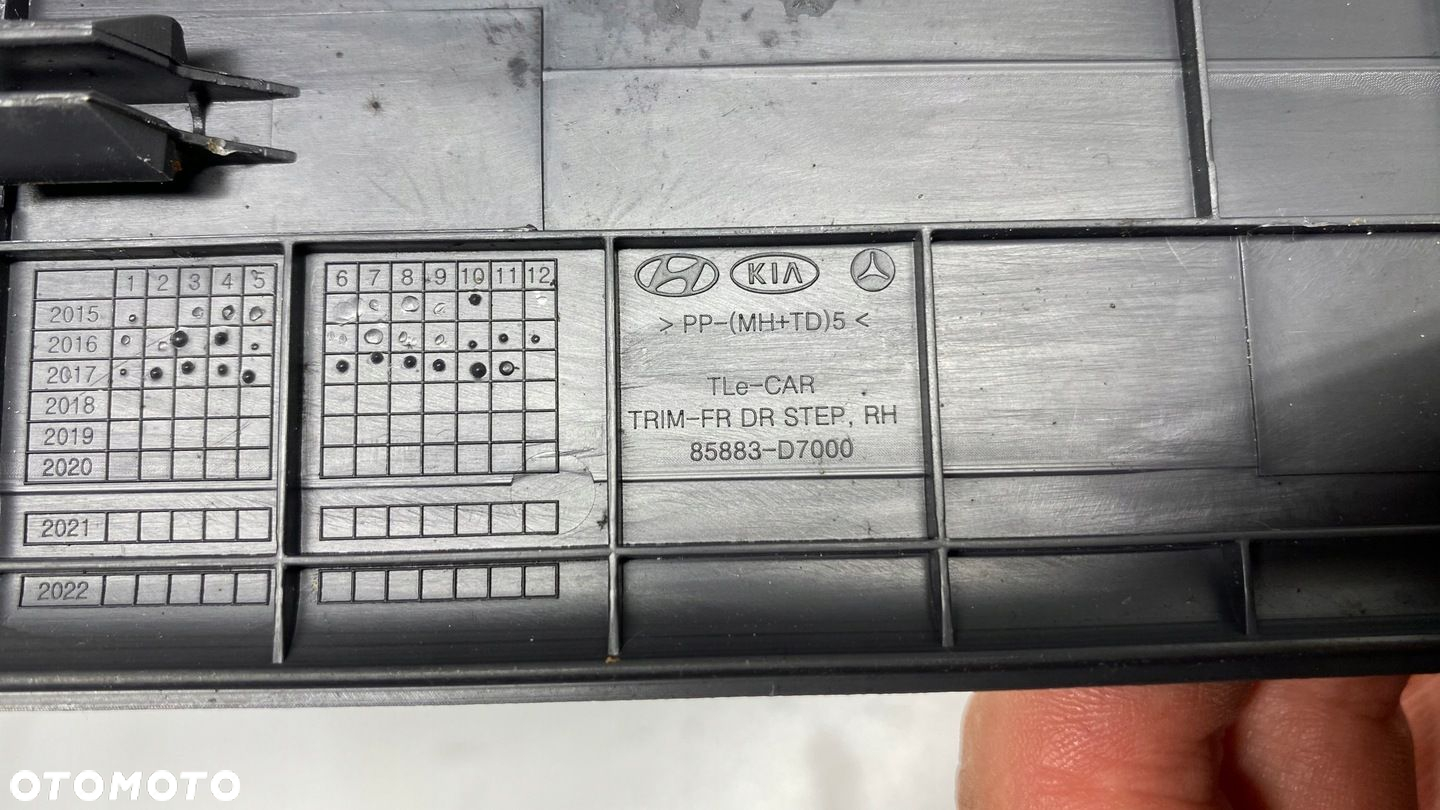 1 2 3 4 5
2015
2016
2017
2018
2019
2020
2021
2022
6 7 8 9 10 11 12
KIA
> PP-(MH+TD)5 <
TLe-CAR
TRIM-FR DR STEP, RH
85883-D7000
OTOMOTO